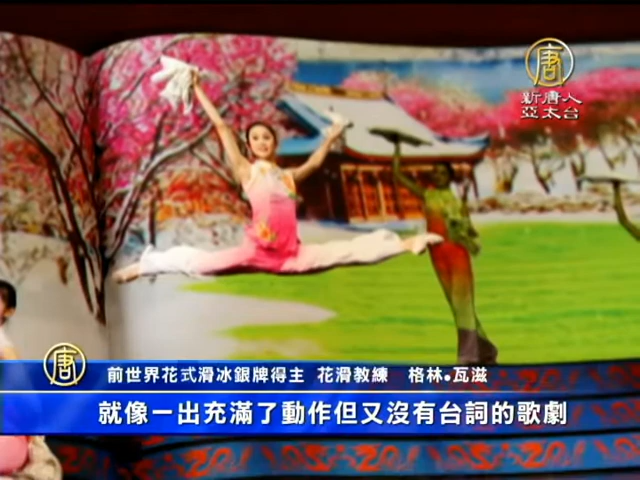 唐
新唐人
亞太台
唐
前世界花式滑冰銀牌得主 花滑教練 格林•瓦滋
就像一出充滿了動作但又沒有台詞的歌劇